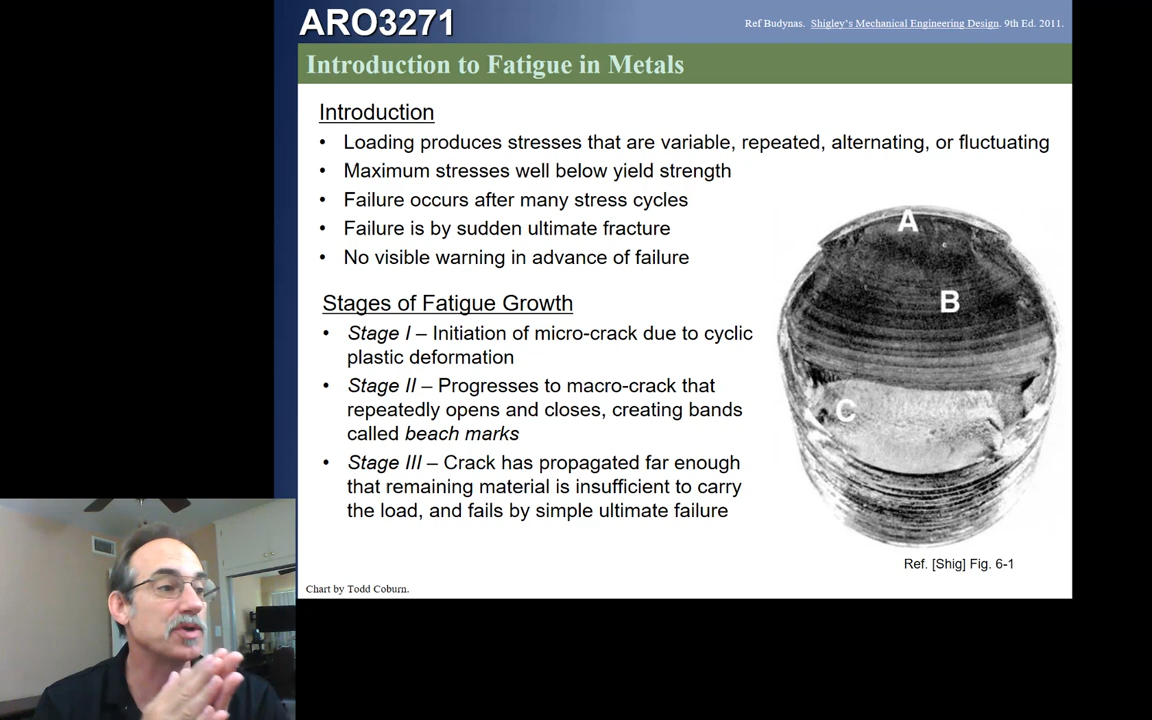 ARO3271
Ref Budynas. Shigley's Mechanical Engineering Design. 9th Ed. 2011.
Introduction to Fatigue in Metals
Introduction
• Loading produces stresses that are variable, repeated, alternating, or fluctuating
• Maximum stresses well below yield strength
• Failure occurs after many stress cycles
• Failure is by sudden ultimate fracture
• No visible warning in advance of failure
Stages of Fatigue Growth
• Stage I – Initiation of micro-crack due to cyclic
plastic deformation
• Stage II – Progresses to macro-crack that
repeatedly opens and closes, creating bands
called beach marks
• Stage III – Crack has propagated far enough
that remaining material is insufficient to carry
the load, and fails by simple ultimate failure
A
B
C
Ref. [Shig] Fig. 6-1
Chart by Todd Coburn.